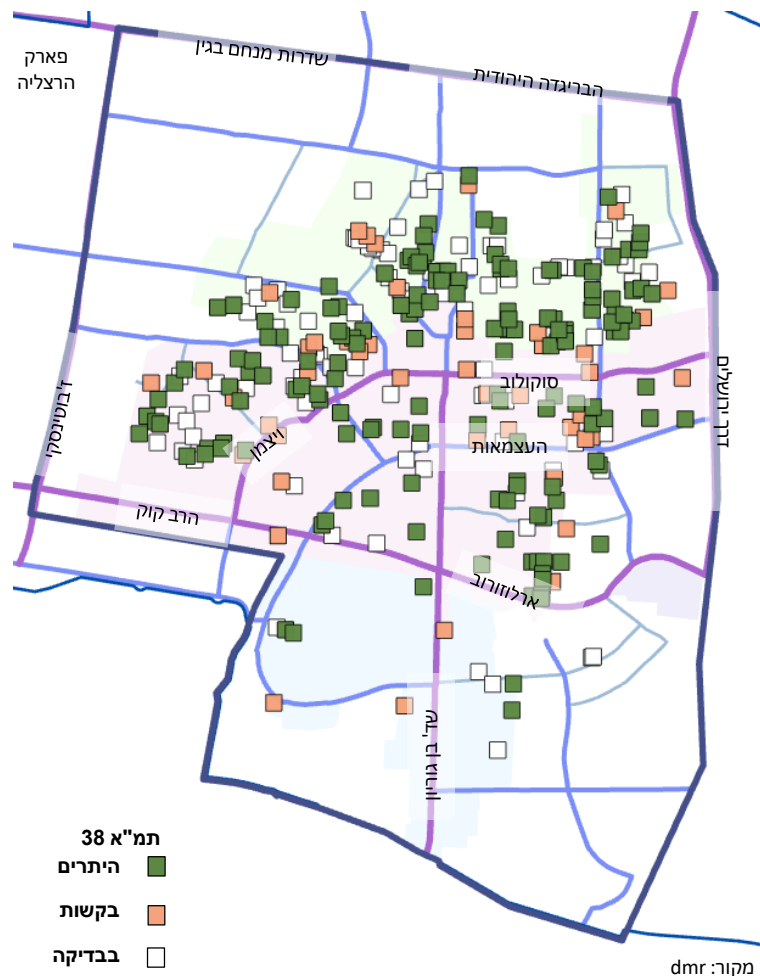 פארק
הרצליה
שדרות מנחם בגין
הבריגדה היהודית
ז'בוטינסקי
דרך ירושלים
סוקולוב
העצמאות
ויצמן
הרב קוק
ארלוזורוב
שד' בן גוריון
תמ"א 38
היתרים
בקשות
בבדיקה
מקור: dmr